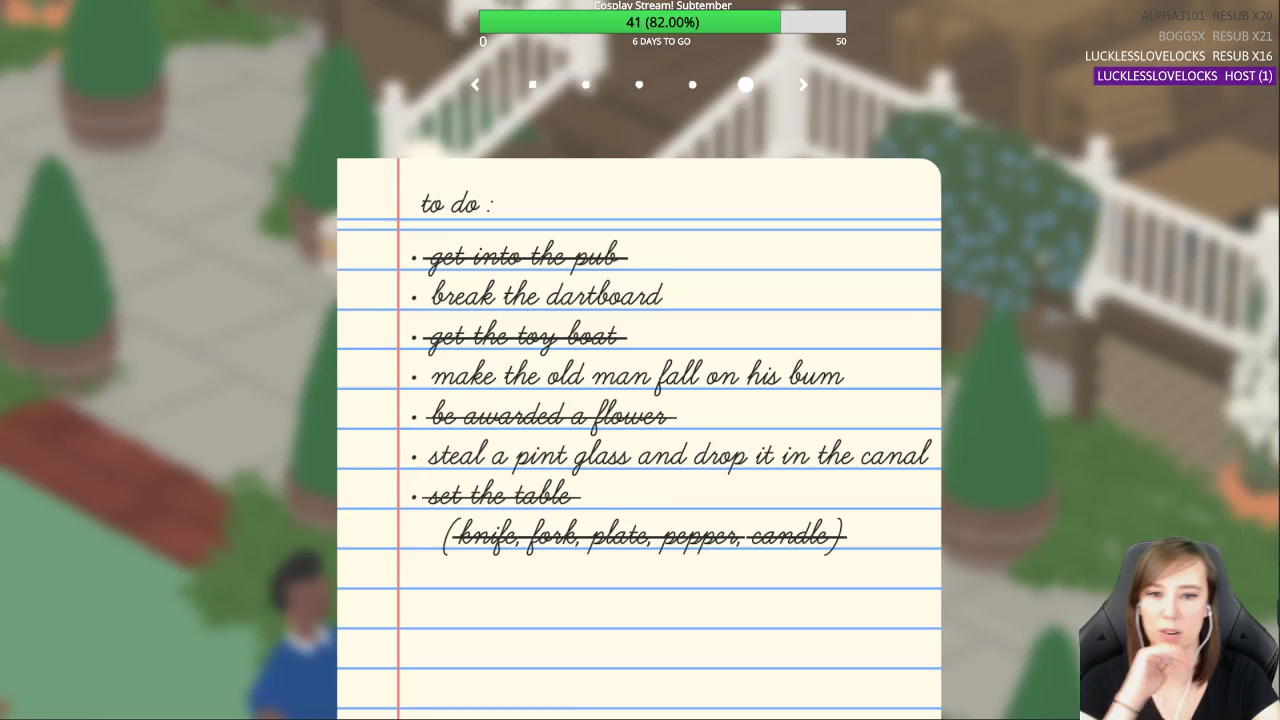 Cosplay Stream! Subtember
41 (82.00%)
0
6 DAYS TO GO
50
ALPHA3101 RESUB X20
BOGGSX RESUB X21
LUCKLESSLOVELOCKS RESUB X16
LUCKLESSLOVELOCKS HOST (1)
to do :
• get into the pub
• break the dartboard
• get the toy boat
• make the old man fall on his bum
• be awarded a flower
• steal a pint glass and drop it in the canal
• set the table
(knife, fork, plate, pepper, candle)